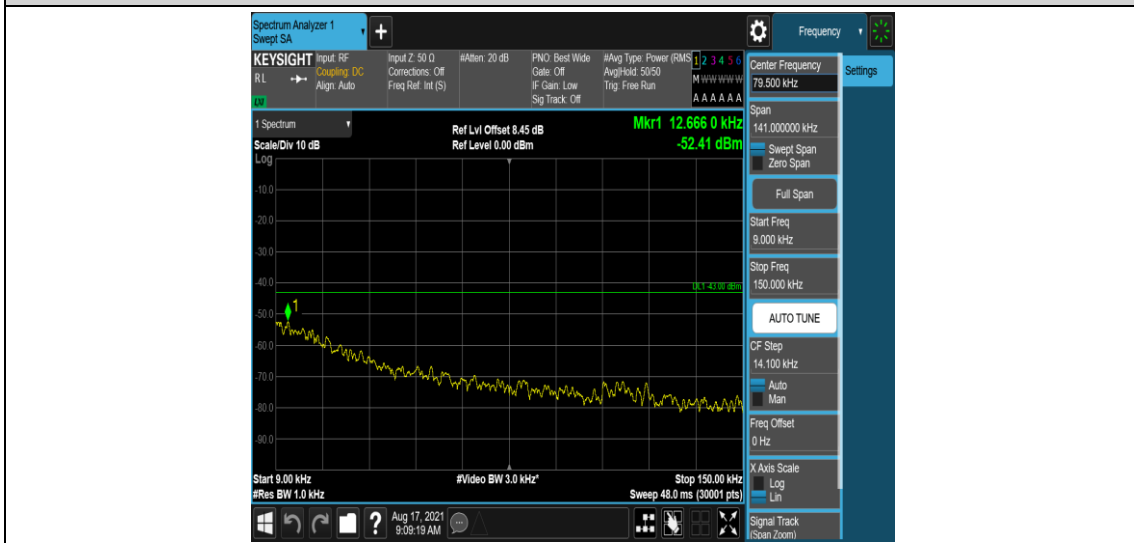 Spectrum Analyzer 1
Swept SA
+
Frequency
KEYSIGHT
RL
LXI
Input: RF
Coupling: DC
Align: Auto
Input Z: 50 Ω
Corrections: Off
Freq Ref: Int (S)
#Atten: 20 dB
PNO: Best Wide
Gate: Off
IF Gain: Low
Sig Track: Off
#Avg Type: Power (RMS
Avg|Hold: 50/50
Trig: Free Run
1 2 3 4 5 6
M W W W W W
A A A A A A
1 Spectrum
Scale/Div 10 dB
Ref Lvl Offset 8.45 dB
Ref Level 0.00 dBm
Mkr1 12.666 0 kHz
-52.41 dBm
Log
-10.0
-20.0
-30.0
-40.0
DL1 -43.00 dBm
1
-50.0
-60.0
-70.0
-80.0
-90.0
Start 9.00 kHz
#Res BW 1.0 kHz
#Video BW 3.0 kHz*
Stop 150.00 kHz
Sweep 48.0 ms (30001 pts)
?
Aug 17, 2021
9:09:19 AM
Center Frequency
79.500 kHz
Settings
Span
141.000000 kHz
Swept Span
Zero Span
Full Span
Start Freq
9.000 kHz
Stop Freq
150.000 kHz
AUTO TUNE
CF Step
14.100 kHz
Auto
Man
Freq Offset
0 Hz
X Axis Scale
Log
Lin
Signal Track
(Span Zoom)